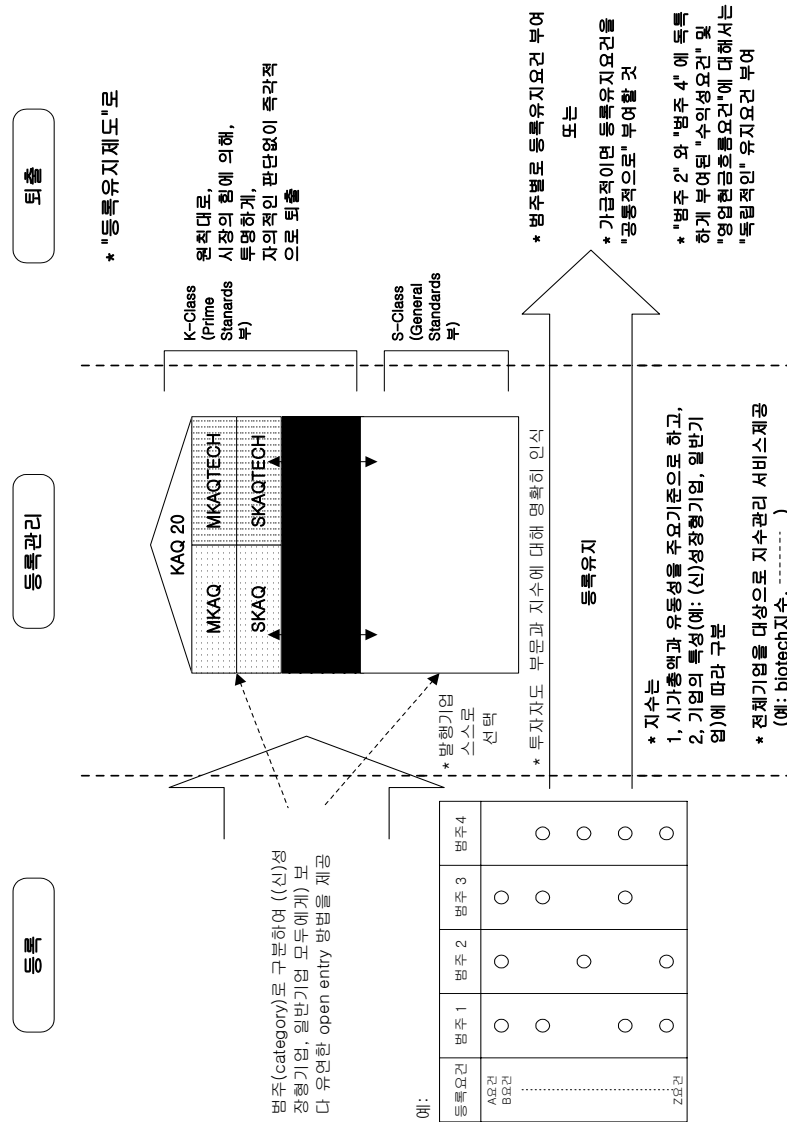 등록
등록관리
퇴출
범주(category)로 구분하여 ((신)성
장형기업, 일반기업 모두에게) 보
다 유연한 open entry 방법을 제공
예:
등록요건 범주 1 범주 2 범주 3 범주4
A요건 ○ ○ ○
B요건 ○ ○ ○
○ ○
○ ○ ○
Z요건 ○ ○ ○
KAQ 20
MKAQ MKAQTECH
SKAQ SKAQTECH
* 발행기업
스스로
선택
* 투자자도 부문과 지수에 대해 명확히 인식
등록유지
* 지수는
1, 시가총액과 유동성을 주요기준으로 하고,
2, 기업의 특성(예: (신)성장형기업, 일반기
업)에 따라 구분
* 전체기업을 대상으로 지수관리 서비스제공
(예: biotech지수, ------- )
* "등록유지제도"로
원칙대로,
시장의 힘에 의해,
투명하게,
자의적인 판단없이 즉각적
으로 퇴출
K-Class
(Prime
Stanards
부)
S-Class
(General
Standards
부)
* 범주별로 등록유지요건 부여
또는
* 가급적이면 등록유지요건을
"공통적으로" 부여할 것
* "범주 2" 와 "범주 4" 에 독특
하게 부여된 "수익성요건" 및
"영업현금흐름요건"에 대해서는
"독립적인" 유지요건 부여